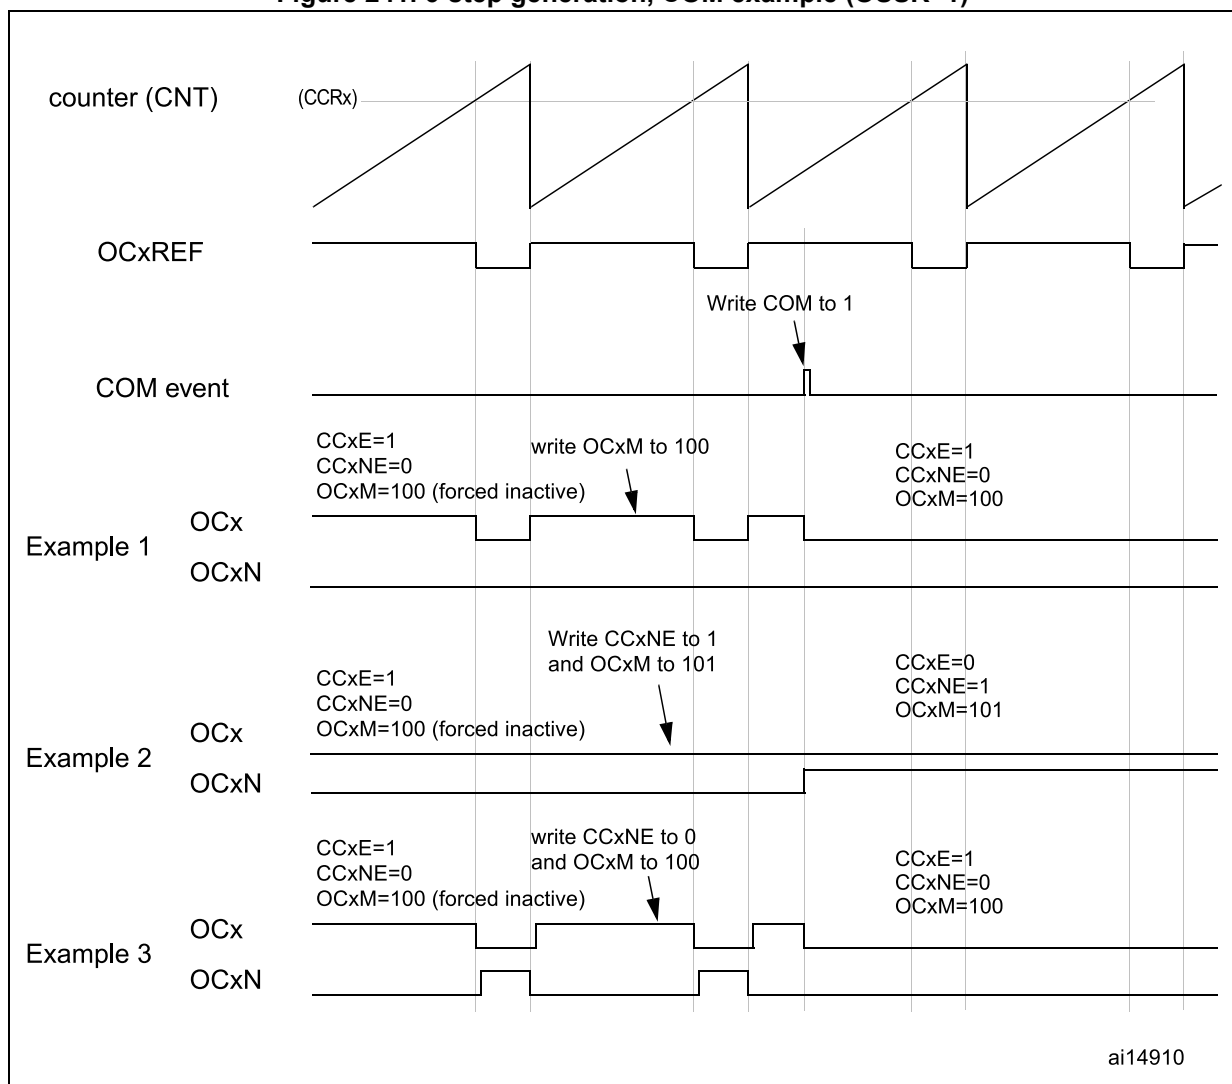 counter (CNT)
(CCRx)
OCxREF
Write COM to 1
COM event
CCxE=1
CCxNE=0
OCxM=100 (forced inactive)
write OCxM to 100
CCxE=1
CCxNE=0
OCxM=100
OCx
Example 1
OCxN
Write CCxNE to 1
and OCxM to 101
CCxE=1
CCxNE=0
OCxM=100 (forced inactive)
CCxE=0
CCxNE=1
OCxM=101
OCx
Example 2
OCxN
write CCxNE to 0
and OCxM to 100
CCxE=1
CCxNE=0
OCxM=100 (forced inactive)
CCxE=1
CCxNE=0
OCxM=100
OCx
Example 3
OCxN
ai14910